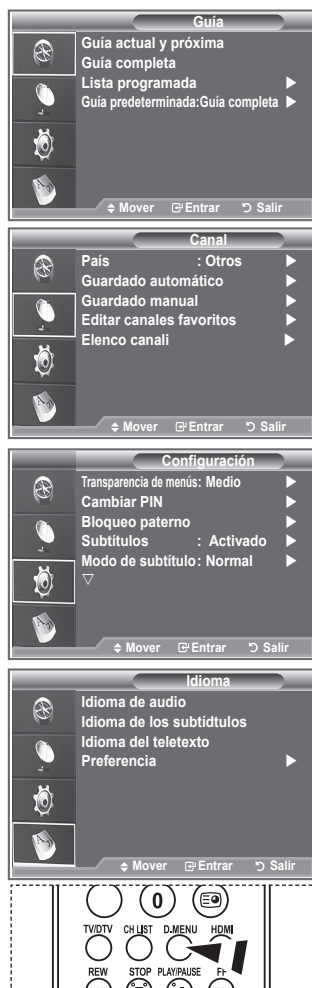 Guía
Guía actual y próxima
Guía completa
Lista programada
Guía predeterminada:Guía completa
Mover Entrar Salir
Canal
País : Otros
Guardado automático
Guardado manual
Editar canales favoritos
Elenco canali
Mover Entrar Salir
Configuración
Transparencia de menús: Medio
Cambiar PIN
Bloqueo paterno
Subtítulos : Activado
Modo de subtítulo: Normal
Mover Entrar Salir
Idioma
Idioma de audio
Idioma de los subtídtulos
Idioma del teletexto
Preferencia
Mover Entrar Salir
0
TV/DTV CH LIST D.MENU HDMI
REW STOP PLAY/PAUSE